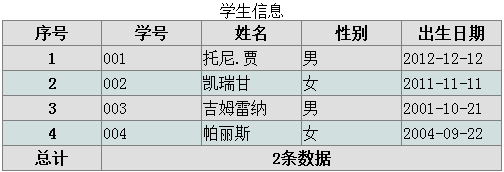 学生信息
序号 学号 姓名 性别 出生日期
1 001 托尼.贾 男 2012-12-12
2 002 凯瑞甘 女 2011-11-11
3 003 吉姆雷纳 男 2001-10-21
4 004 帕丽斯 女 2004-09-22
总计 2条数据